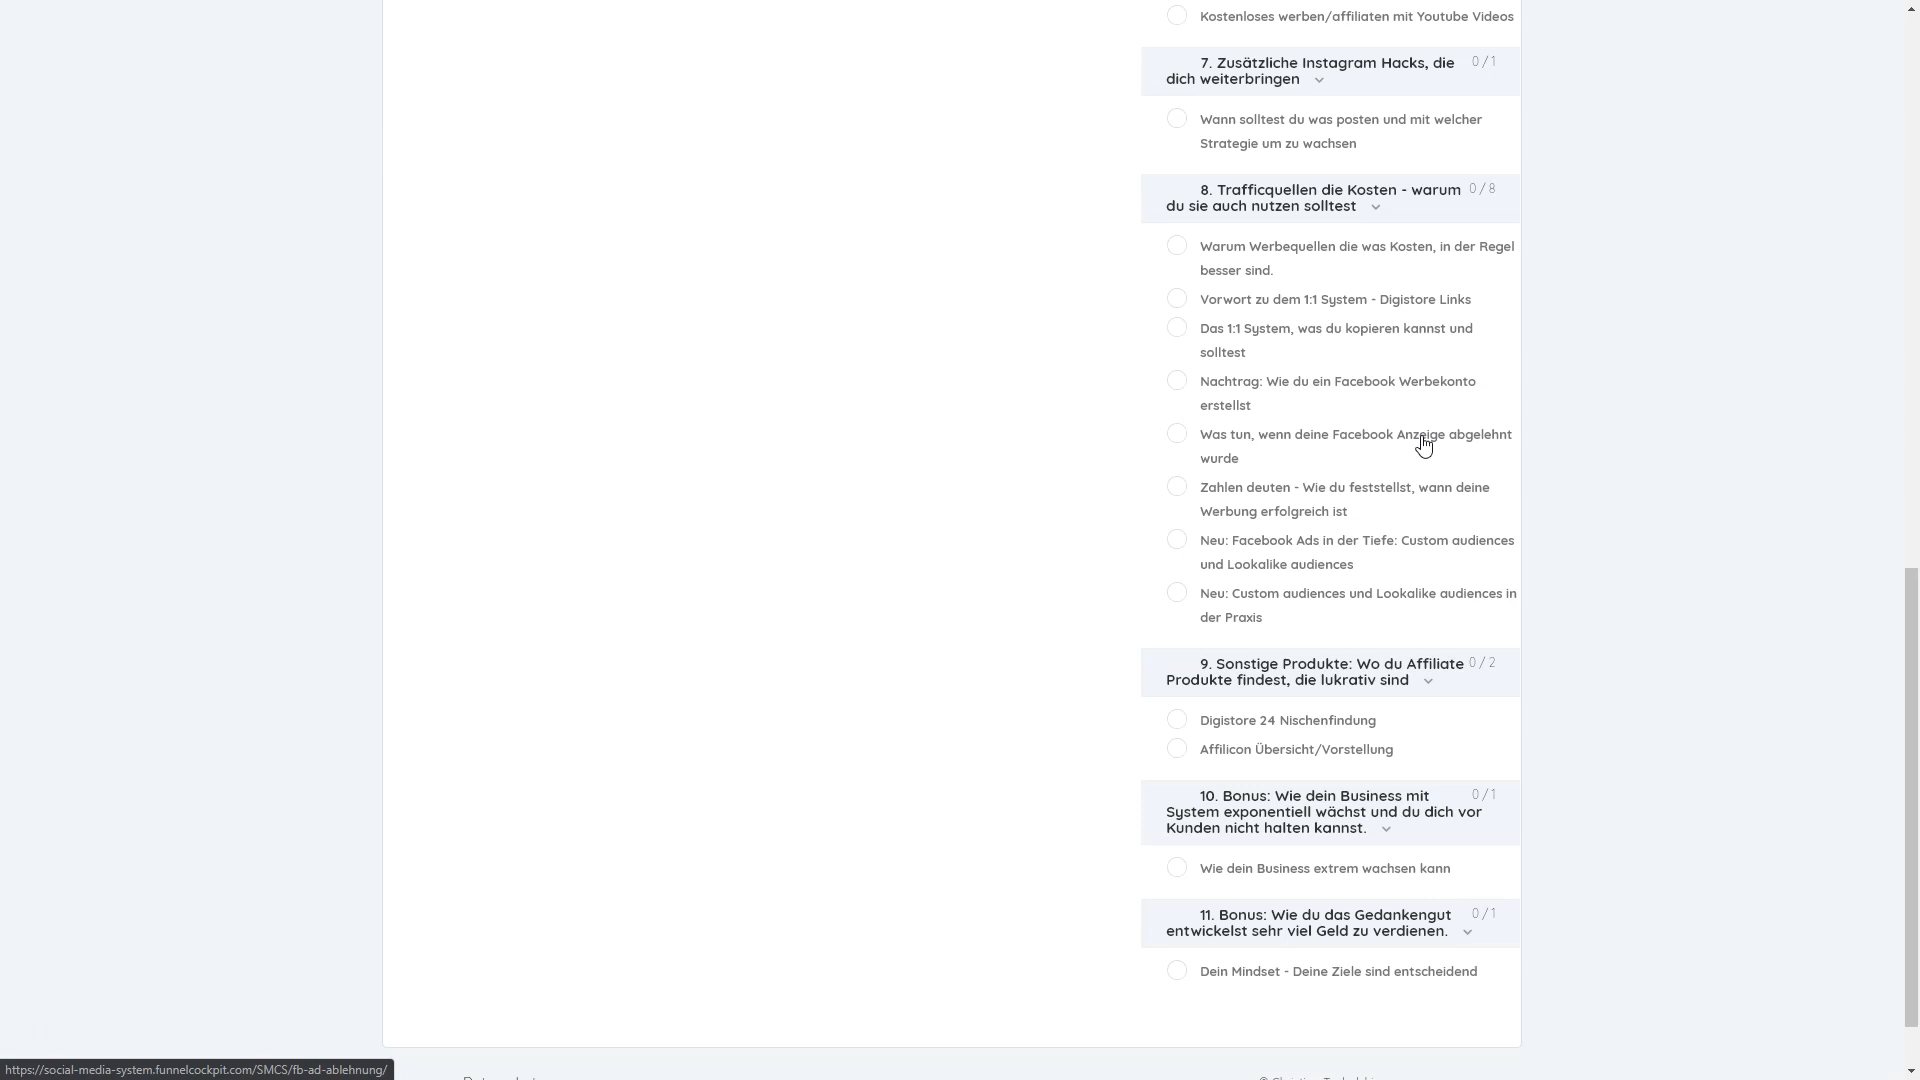 Kostenloses werben/affiliaten mit Youtube Videos
7. Zusätzliche Instagram Hacks, die 0 / 1
dich weiterbringen
Wann solltest du was posten und mit welcher
Strategie um zu wachsen
8. Trafficquellen die Kosten - warum 0 / 8
du sie auch nutzen solltest
Warum Werbequellen die was Kosten, in der Regel
besser sind.
Vorwort zu dem 1:1 System - Digistore Links
Das 1:1 System, was du kopieren kannst und
solltest
Nachtrag: Wie du ein Facebook Werbekonto
erstellst
Was tun, wenn deine Facebook Anzeige abgelehnt
wurde
Zahlen deuten - Wie du feststellst, wann deine
Werbung erfolgreich ist
Neu: Facebook Ads in der Tiefe: Custom audiences
und Lookalike audiences
Neu: Custom audiences und Lookalike audiences in
der Praxis
9. Sonstige Produkte: Wo du Affiliate 0 / 2
Produkte findest, die lukrativ sind
Digistore 24 Nischenfindung
Affilicon Übersicht/Vorstellung
10. Bonus: Wie dein Business mit 0 / 1
System exponentiell wächst und du dich vor
Kunden nicht halten kannst.
Wie dein Business extrem wachsen kann
11. Bonus: Wie du das Gedankengut 0 / 1
entwickelst sehr viel Geld zu verdienen.
Dein Mindset - Deine Ziele sind entscheidend
https://social-media-system.funnelcockpit.com/SMCS/fb-ad-ablehnung/